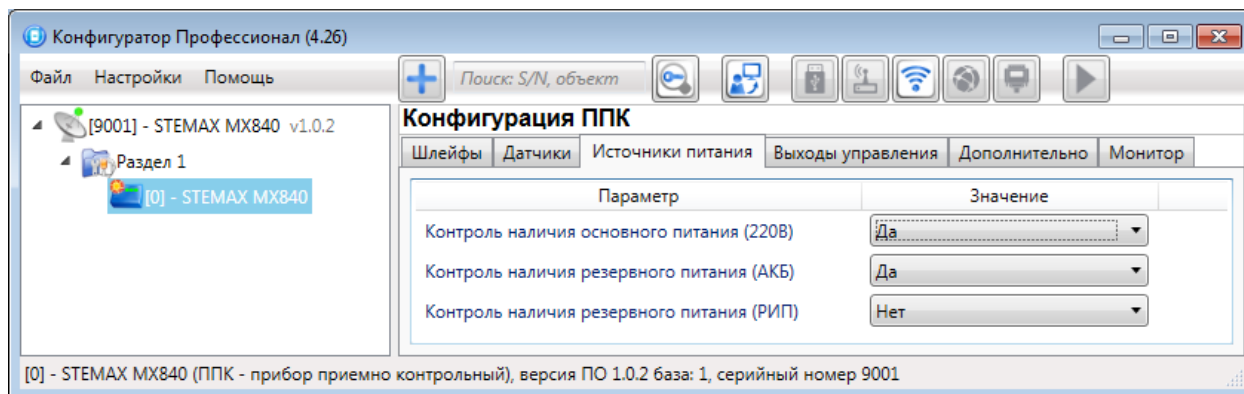 Конфигуратор Профессионал (4.26)
Файл Настройки Помощь
Поиск: S/N, объект
[9001] - STEMAX MX840 v1.0.2
Раздел 1
[0] - STEMAX MX840
Конфигурация ППК
Шлейфы Датчики Источники питания Выходы управления Дополнительно Монитор
Параметр Значение
Контроль наличия основного питания (220В) Да
Контроль наличия резервного питания (АКБ) Да
Контроль наличия резервного питания (РИП) Нет
[0] - STEMAX MX840 (ППК - прибор приемно контрольный), версия ПО 1.0.2 база: 1, серийный номер 9001